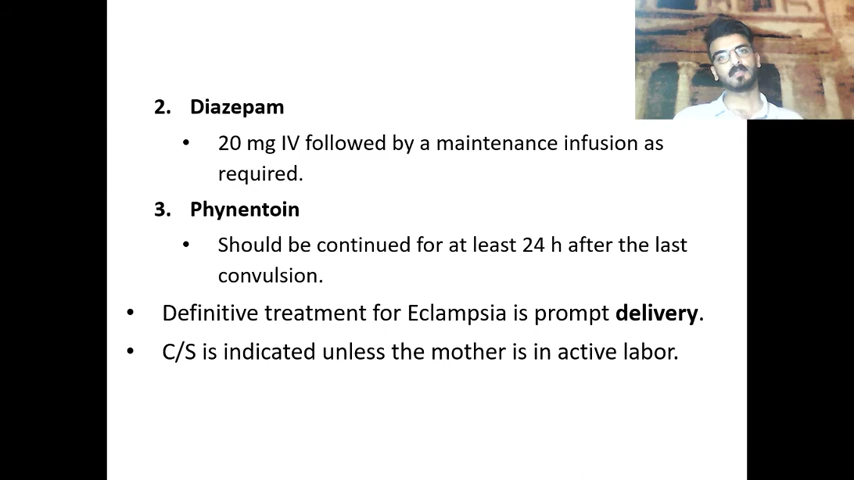 2. Diazepam
• 20 mg IV followed by a maintenance infusion as
required.
3. Phynentoin
• Should be continued for at least 24 h after the last
convulsion.
• Definitive treatment for Eclampsia is prompt delivery.
• C/S is indicated unless the mother is in active labor.